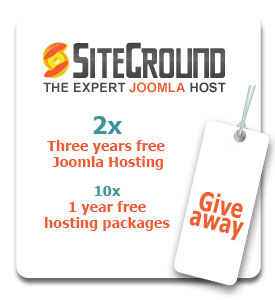 SITEGROUND
THE EXPERT JOOMLA HOST
2x
Three years free
Joomla Hosting
10x
1 year free
hosting packages
Give
away